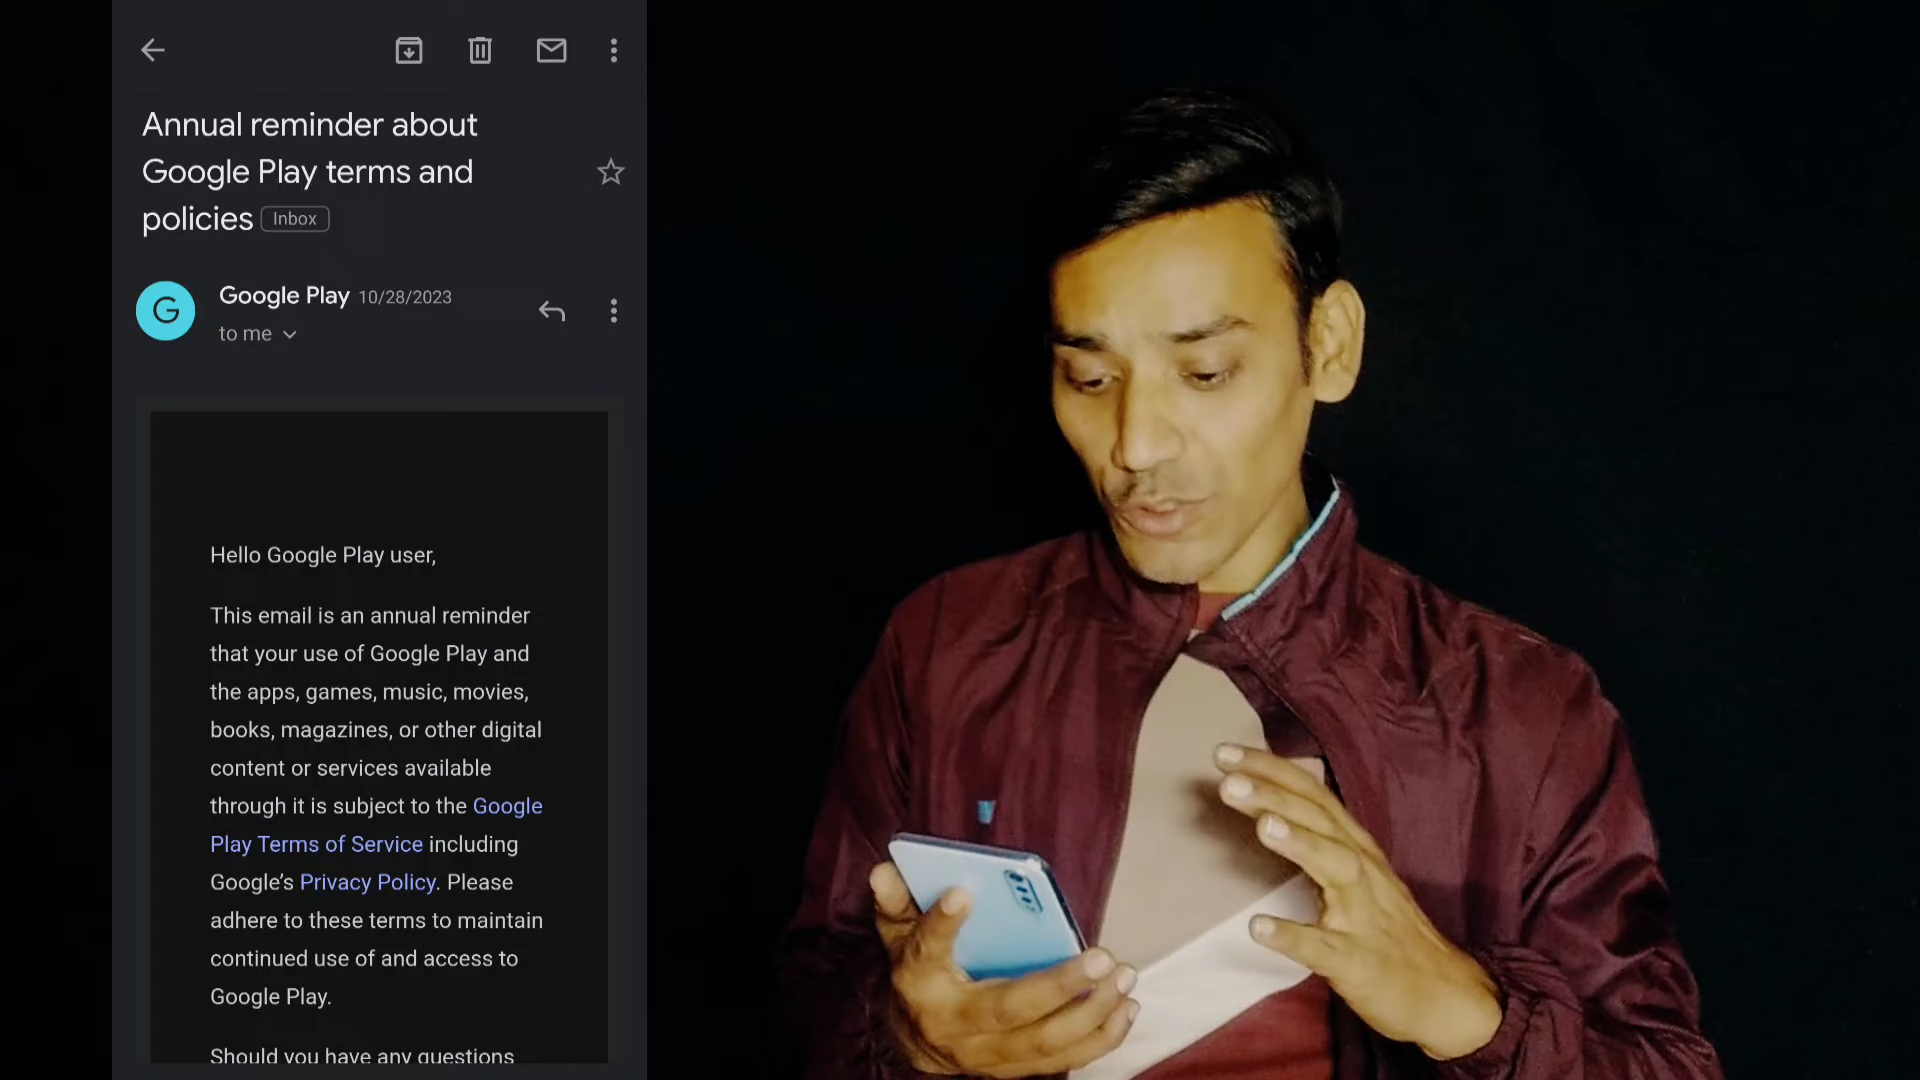 Annual reminder about
Google Play terms and
policies Inbox
G
Google Play 10/28/2023
to me
Hello Google Play user,
This email is an annual reminder
that your use of Google Play and
the apps, games, music, movies,
books, magazines, or other digital
content or services available
through it is subject to the Google
Play Terms of Service including
Google’s Privacy Policy. Please
adhere to these terms to maintain
continued use of and access to
Google Play.
Should you have any questions